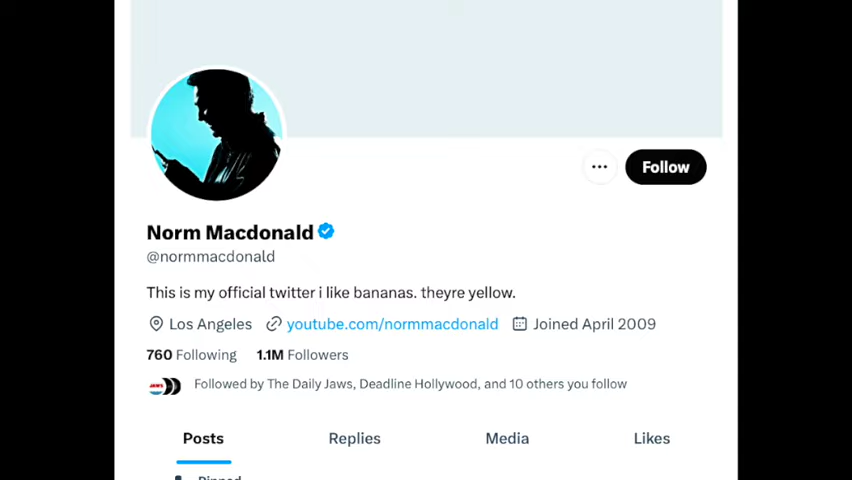 Follow
Norm Macdonald
@normmacdonald
This is my official twitter i like bananas. theyre yellow.
Los Angeles youtube.com/normmacdonald Joined April 2009
760 Following 1.1M Followers
JAWS Followed by The Daily Jaws, Deadline Hollywood, and 10 others you follow
Posts Replies Media Likes
Pinned